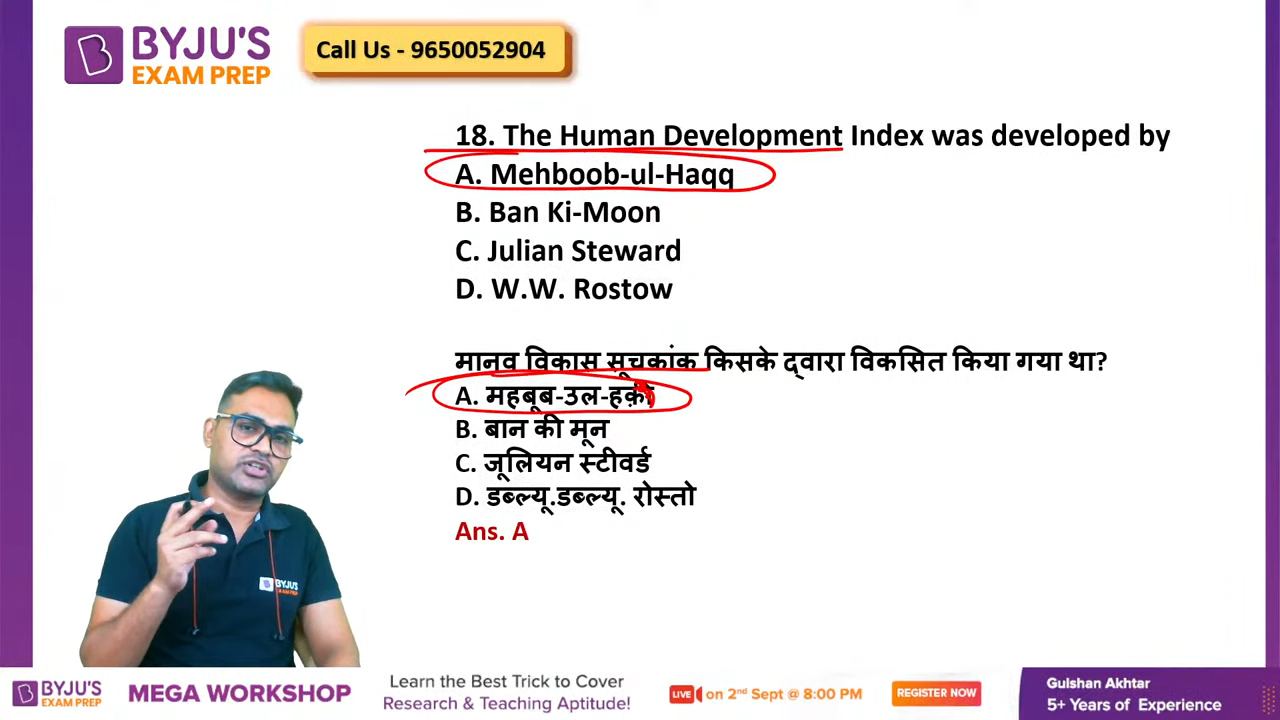 BYJU'S
EXAM PREP
Call Us - 9650052904
18. The Human Development Index was developed by
A. Mehboob-ul-Haqq
B. Ban Ki-Moon
C. Julian Steward
D. W.W. Rostow
मानव विकास सूचकांक किसके द्वारा विकसित किया गया था?
A. महबूब-उल-हक़
B. बान की मून
C. जूलियन स्टीवर्ड
D. डब्ल्यू.डब्ल्यू. रोस्तो
Ans. A
BYJU'S
EXAM PREP
BYJU'S
EXAM PREP
MEGA WORKSHOP
Learn the Best Trick to Cover
Research & Teaching Aptitude!
LIVE on 2nd Sept @ 8:00 PM
REGISTER NOW
Gulshan Akhtar
5+ Years of Experience